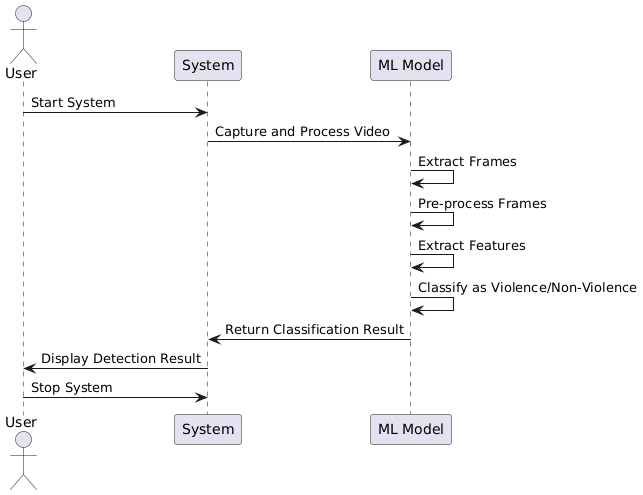 User
System
ML Model
Start System
Capture and Process Video
Extract Frames
Pre-process Frames
Extract Features
Classify as Violence/Non-Violence
Return Classification Result
Display Detection Result
Stop System
User
System
ML Model